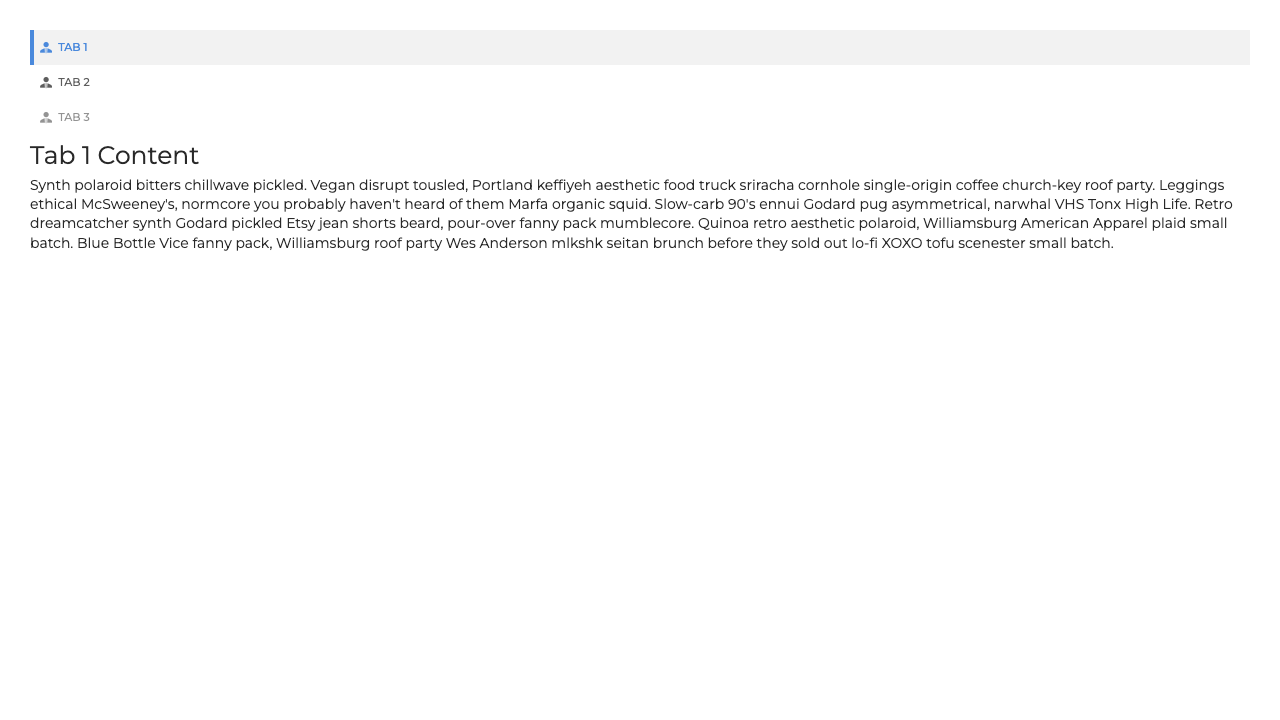 TAB 1
TAB 2
TAB 3
Tab 1 Content
Synth polaroid bitters chillwave pickled. Vegan disrupt tousled, Portland keffiyeh aesthetic food truck sriracha cornhole single-origin coffee church-key roof party. Leggings
ethical McSweeney's, normcore you probably haven't heard of them Marfa organic squid. Slow-carb 90's ennui Godard pug asymmetrical, narwhal VHS Tonx High Life. Retro
dreamcatcher synth Godard pickled Etsy jean shorts beard, pour-over fanny pack mumblecore. Quinoa retro aesthetic polaroid, Williamsburg American Apparel plaid small
batch. Blue Bottle Vice fanny pack, Williamsburg roof party Wes Anderson mlkshk seitan brunch before they sold out lo-fi XOXO tofu scenester small batch.